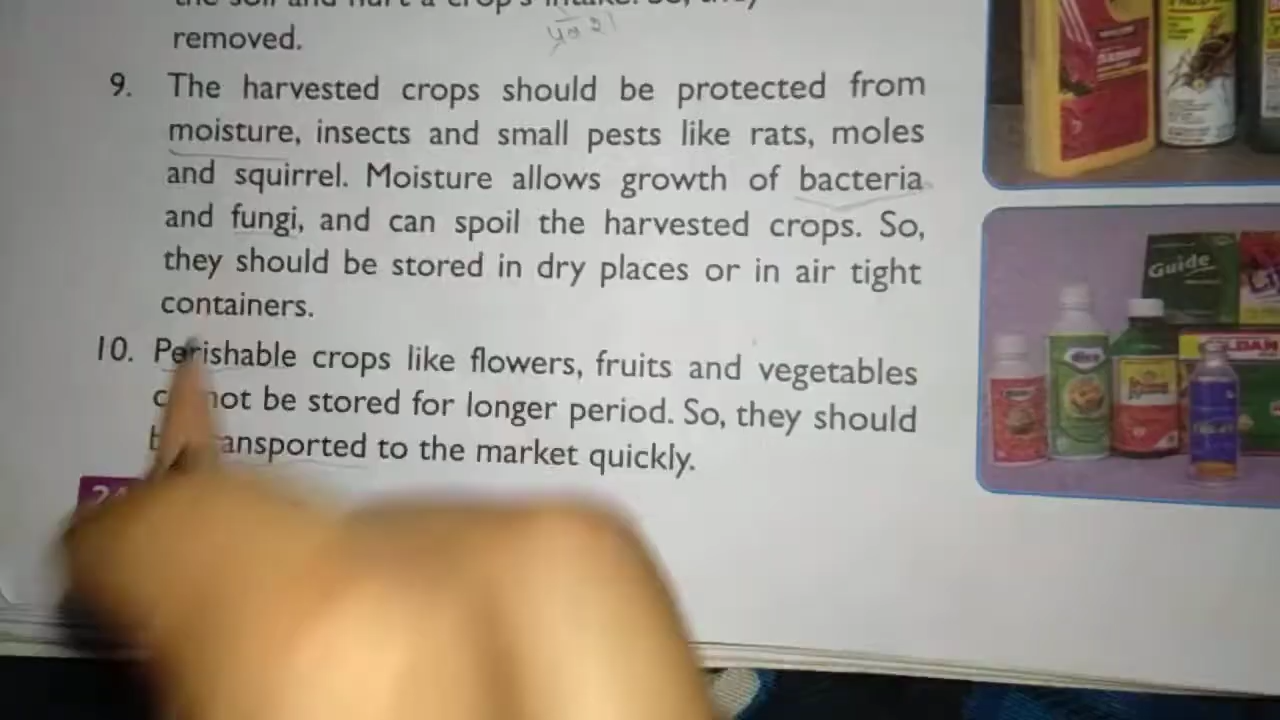 removed.
9. The harvested crops should be protected from
moisture, insects and small pests like rats, moles
and squirrel. Moisture allows growth of bacteria
and fungi, and can spoil the harvested crops. So,
they should be stored in dry places or in air tight
containers.
10. Perishable crops like flowers, fruits and vegetables
not be stored for longer period. So, they should
to the market quickly.
Guide